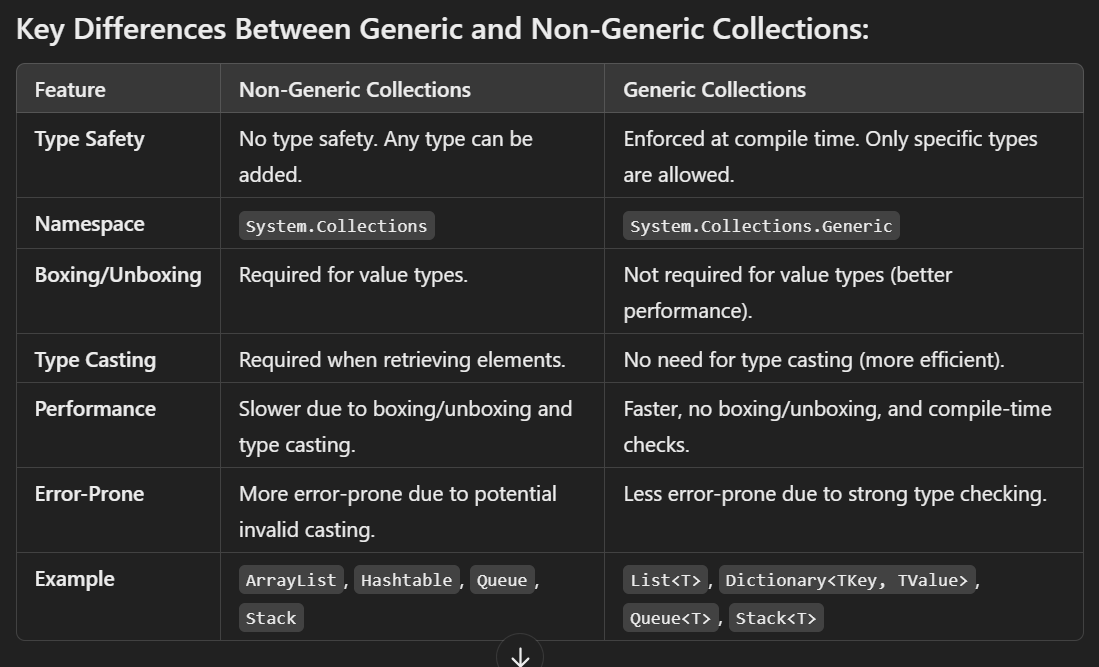 Key Differences Between Generic and Non-Generic Collections:
Feature Non-Generic Collections Generic Collections
Type Safety No type safety. Any type can be Enforced at compile time. Only specific types
added. are allowed.
Namespace System.Collections System.Collections.Generic
Boxing/Unboxing Required for value types. Not required for value types (better
performance).
Type Casting Required when retrieving elements. No need for type casting (more efficient).
Performance Slower due to boxing/unboxing and Faster, no boxing/unboxing, and compile-time
type casting. checks.
Error-Prone More error-prone due to potential Less error-prone due to strong type checking.
invalid casting.
Example ArrayList, Hashtable, Queue, List<T>, Dictionary<TKey, TValue>,
Stack Queue<T>, Stack<T>